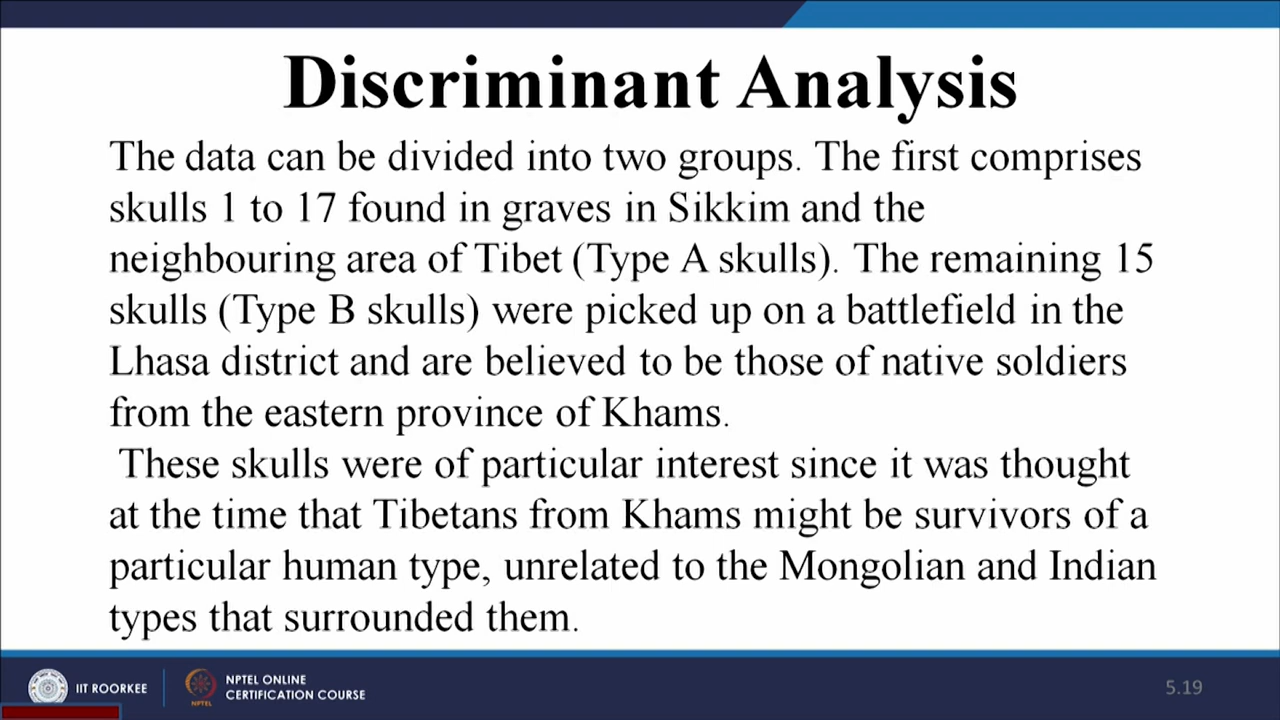 Discriminant Analysis
The data can be divided into two groups. The first comprises
skulls 1 to 17 found in graves in Sikkim and the
neighbouring area of Tibet (Type A skulls). The remaining 15
skulls (Type B skulls) were picked up on a battlefield in the
Lhasa district and are believed to be those of native soldiers
from the eastern province of Khams.
These skulls were of particular interest since it was thought
at the time that Tibetans from Khams might be survivors of a
particular human type, unrelated to the Mongolian and Indian
types that surrounded them.
IIT ROORKEE
NPTEL
NPTEL ONLINE
CERTIFICATION COURSE
5.19